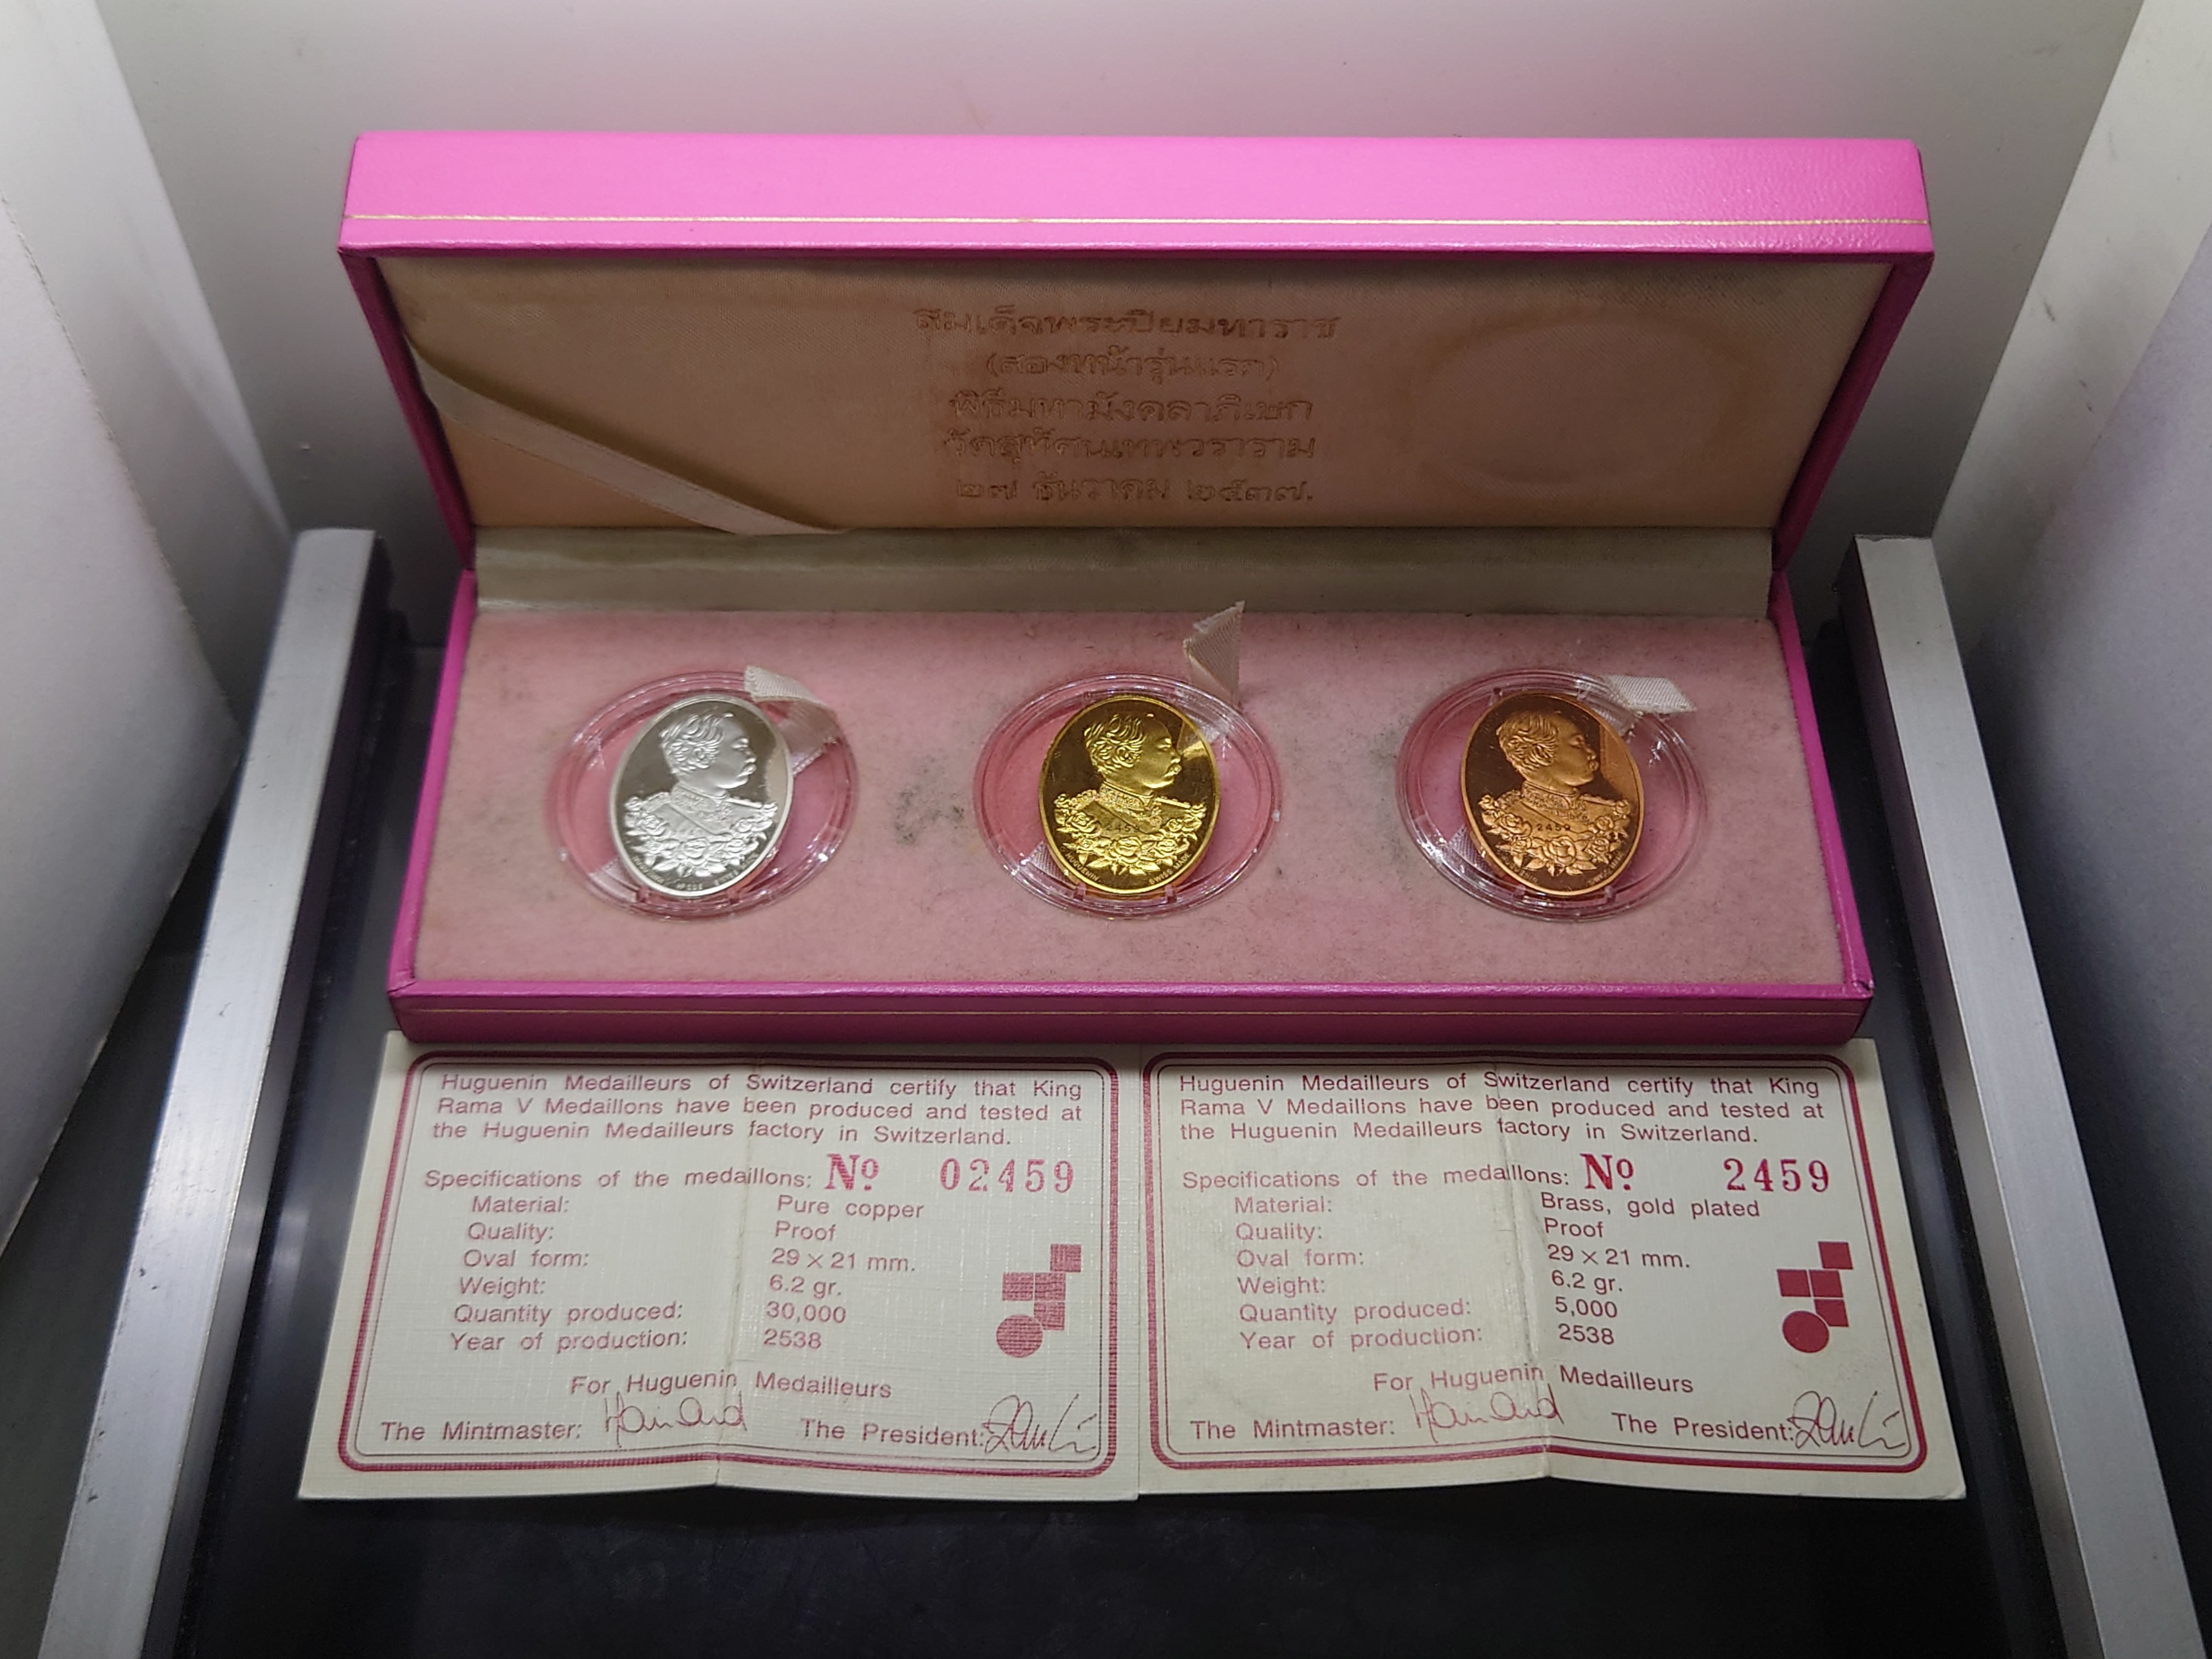 สมเด็จพระปิยมหาราช
(สองหน้ารุ่นแรก)
พิธีมหามังคลาภิเษก
วัดสุทัศนเทพวราราม
๒๗ ธันวาคม ๒๕๓๗.
SWISS
2459
HUGUENIN
SWISS MADE
2459
Huguenin Medailleurs of Switzerland certify that King
Rama V Medaillons have been produced and tested at
the Huguenin Medailleurs factory in Switzerland.
Specifications of the medaillons: No 02459
Material: Pure copper
Quality: Proof
Oval form: 29 × 21 mm.
Weight: 6.2 gr.
Quantity produced: 30,000
Year of production: 2538
For Huguenin Medailleurs
The Mintmaster: The President:
Huguenin Medailleurs of Switzerland certify that King
Rama V Medaillons have been produced and tested at
the Huguenin Medailleurs factory in Switzerland.
Specifications of the medaillons: No 2459
Material: Brass, gold plated
Quality: Proof
Oval form: 29 × 21 mm.
Weight: 6.2 gr.
Quantity produced: 5,000
Year of production: 2538
For Huguenin Medailleurs
The Mintmaster: The President: